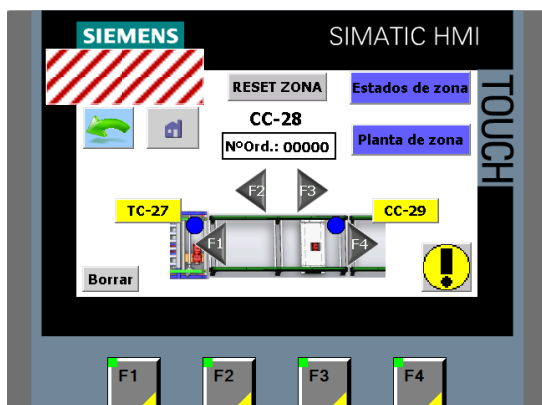 SIEMENS
SIMATIC HMI
TOUCH
RESET ZONA
Estados de zona
CC-28
NºOrd.: 00000
Planta de zona
F2
F3
TC-27
CC-29
F1
F4
Borrar
F1
F2
F3
F4